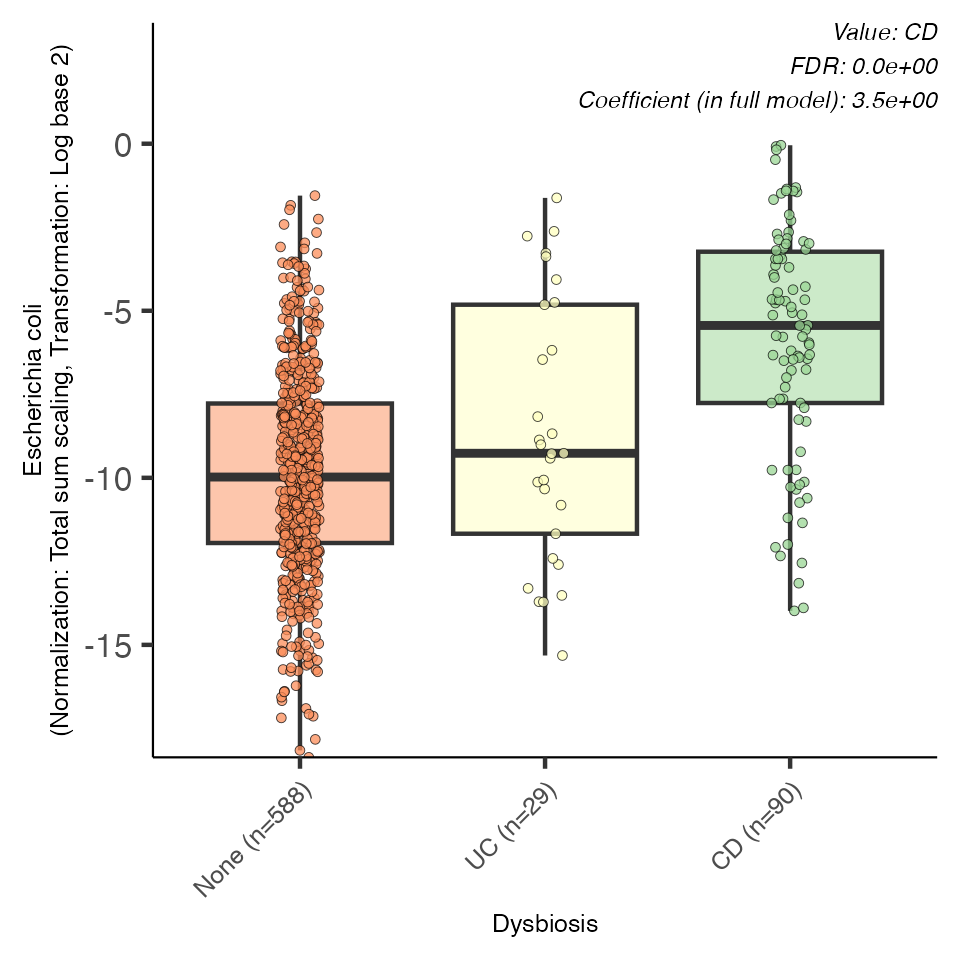 Value: CD
FDR: 0.0e+00
Coefficient (in full model): 3.5e+00
Escherichia coli
(Normalization: Total sum scaling, Transformation: Log base 2)
0
-5
-10
-15
None (n=588)
UC (n=29)
CD (n=90)
Dysbiosis